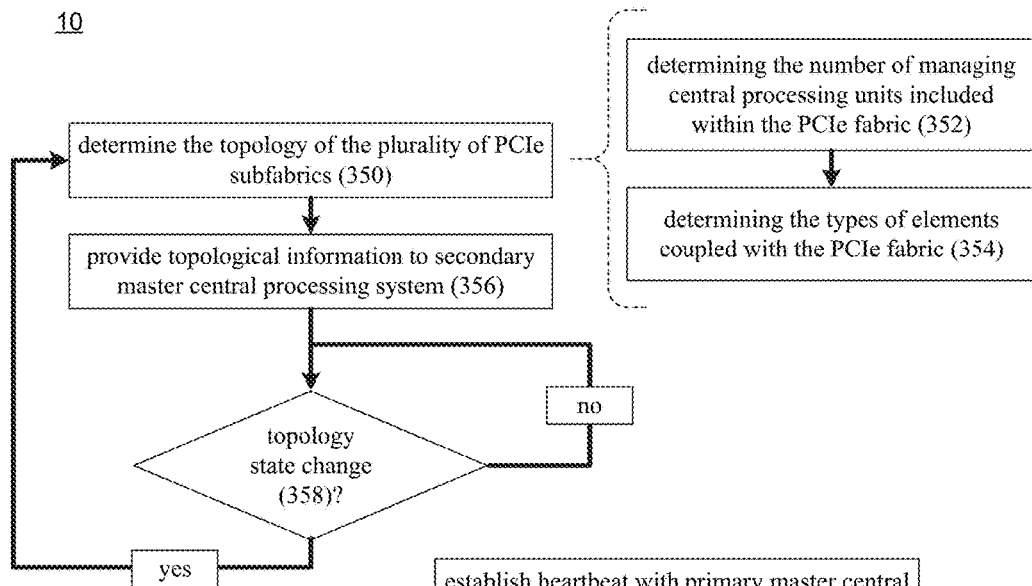 10
determine the topology of the plurality of PCIe
subfabrics (350)
determining the number of managing
central processing units included
within the PCIe fabric (352)
determining the types of elements
coupled with the PCIe fabric (354)
provide topological information to secondary
master central processing system (356)
topology
state change
(358)?
no
yes
establish heartbeat with primary master central